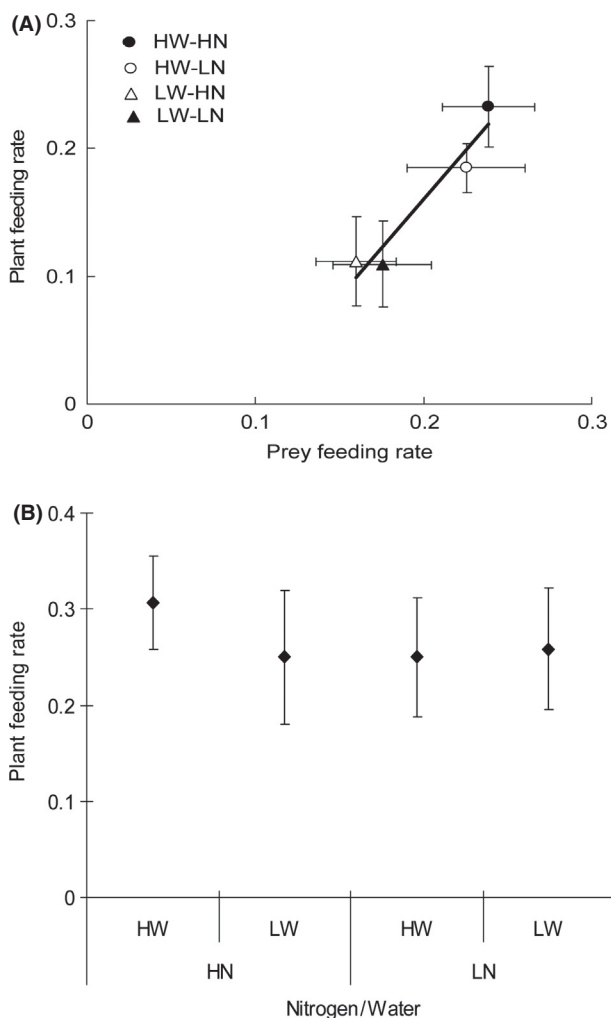 (A)
0.3
HW-HN
HW-LN
LW-HN
LW-LN
0.2
Plant feeding rate
0.1
0
0 0.1 0.2 0.3
Prey feeding rate
(B)
0.4
0.3
Plant feeding rate
0.2
0.1
0
HW LW HW LW
HN LN
Nitrogen/Water